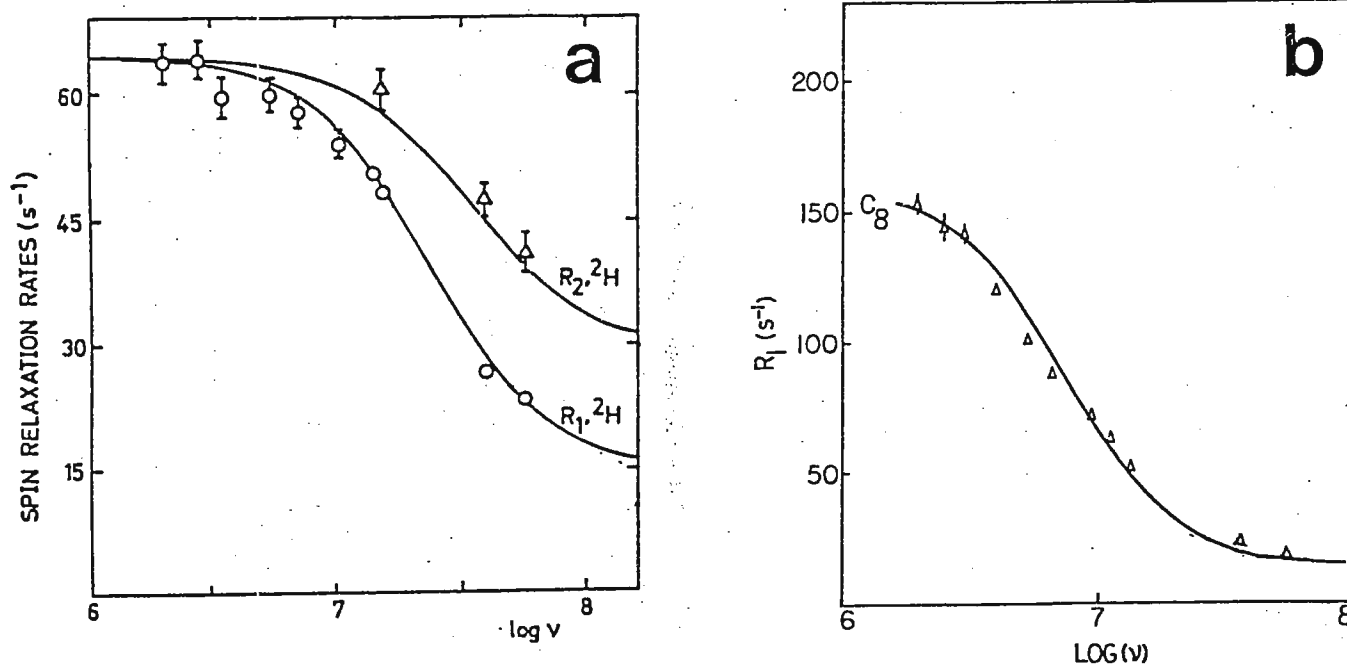 a
SPIN RELAXATION RATES (s⁻¹)
60
45
30
15
R₂, ²H
R₁, ²H
6
7
8
log ν
b
R₁ (s⁻¹)
200
150
100
50
C₈
6
7
8
LOG(ν)